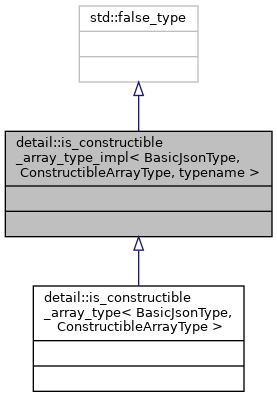 std::false_type
detail::is_constructible
_array_type_impl< BasicJsonType,
ConstructibleArrayType, typename >
detail::is_constructible
_array_type< BasicJsonType,
ConstructibleArrayType >